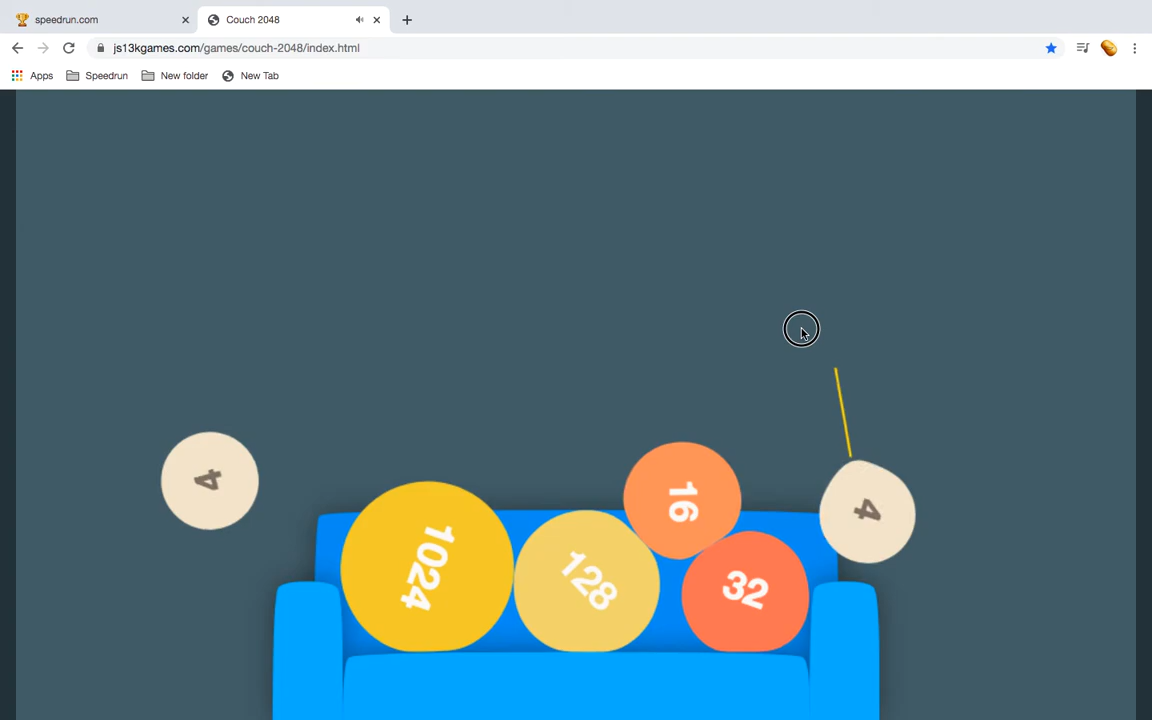 speedrun.com
Couch 2048
js13kgames.com/games/couch-2048/index.html
Apps
Speedrun
New folder
New Tab
4
16
4
1024
128
32